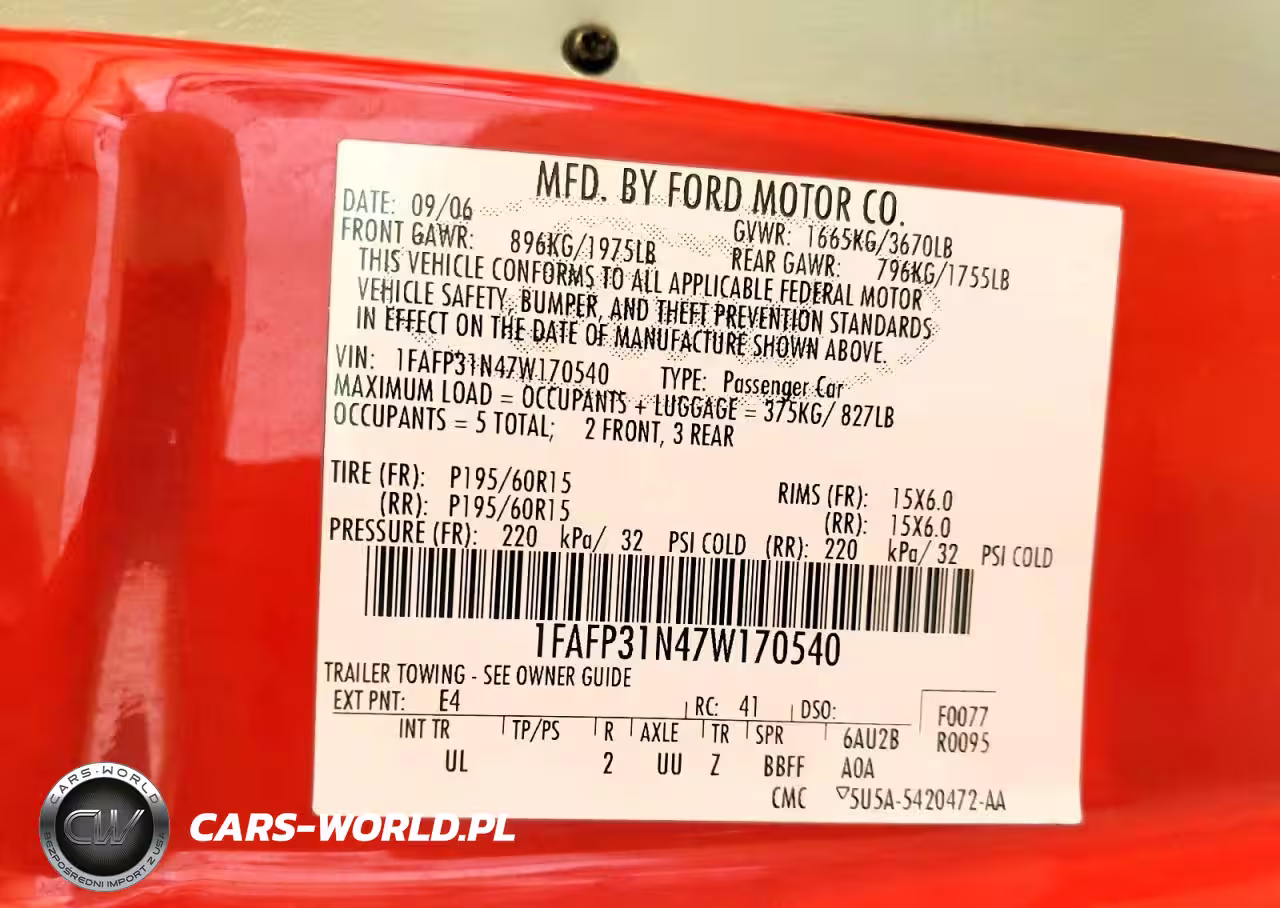 MFD. BY FORD MOTOR CO.
DATE: 09/06 GVWR: 1665KG/3670LB
FRONT GAWR: 896KG/1975LB REAR GAWR: 796KG/1755LB
THIS VEHICLE CONFORMS TO ALL APPLICABLE FEDERAL MOTOR
VEHICLE SAFETY, BUMPER, AND THEFT PREVENTION STANDARDS
IN EFFECT ON THE DATE OF MANUFACTURE SHOWN ABOVE.
VIN: 1FAFP31N47W170540 TYPE: Passenger Car
MAXIMUM LOAD = OCCUPANTS + LUGGAGE = 375KG/ 827LB
OCCUPANTS = 5 TOTAL; 2 FRONT, 3 REAR
TIRE (FR): P195/60R15 RIMS (FR): 15X6.0
(RR): P195/60R15 (RR): 15X6.0
PRESSURE (FR): 220 kPa/ 32 PSI COLD (RR): 220 kPa/ 32 PSI COLD
1FAFP31N47W170540
TRAILER TOWING - SEE OWNER GUIDE
EXT PNT: E4 RC: 41 DSO: F0077
INT TR TP/PS R AXLE TR SPR 6AU2B R0095
UL 2 UU Z BBFF A0A
CMC ▽5U5A-5420472-AA
CARS-WORLD
CW
BEZPOŚREDNI IMPORT Z USA
CARS-WORLD.PL